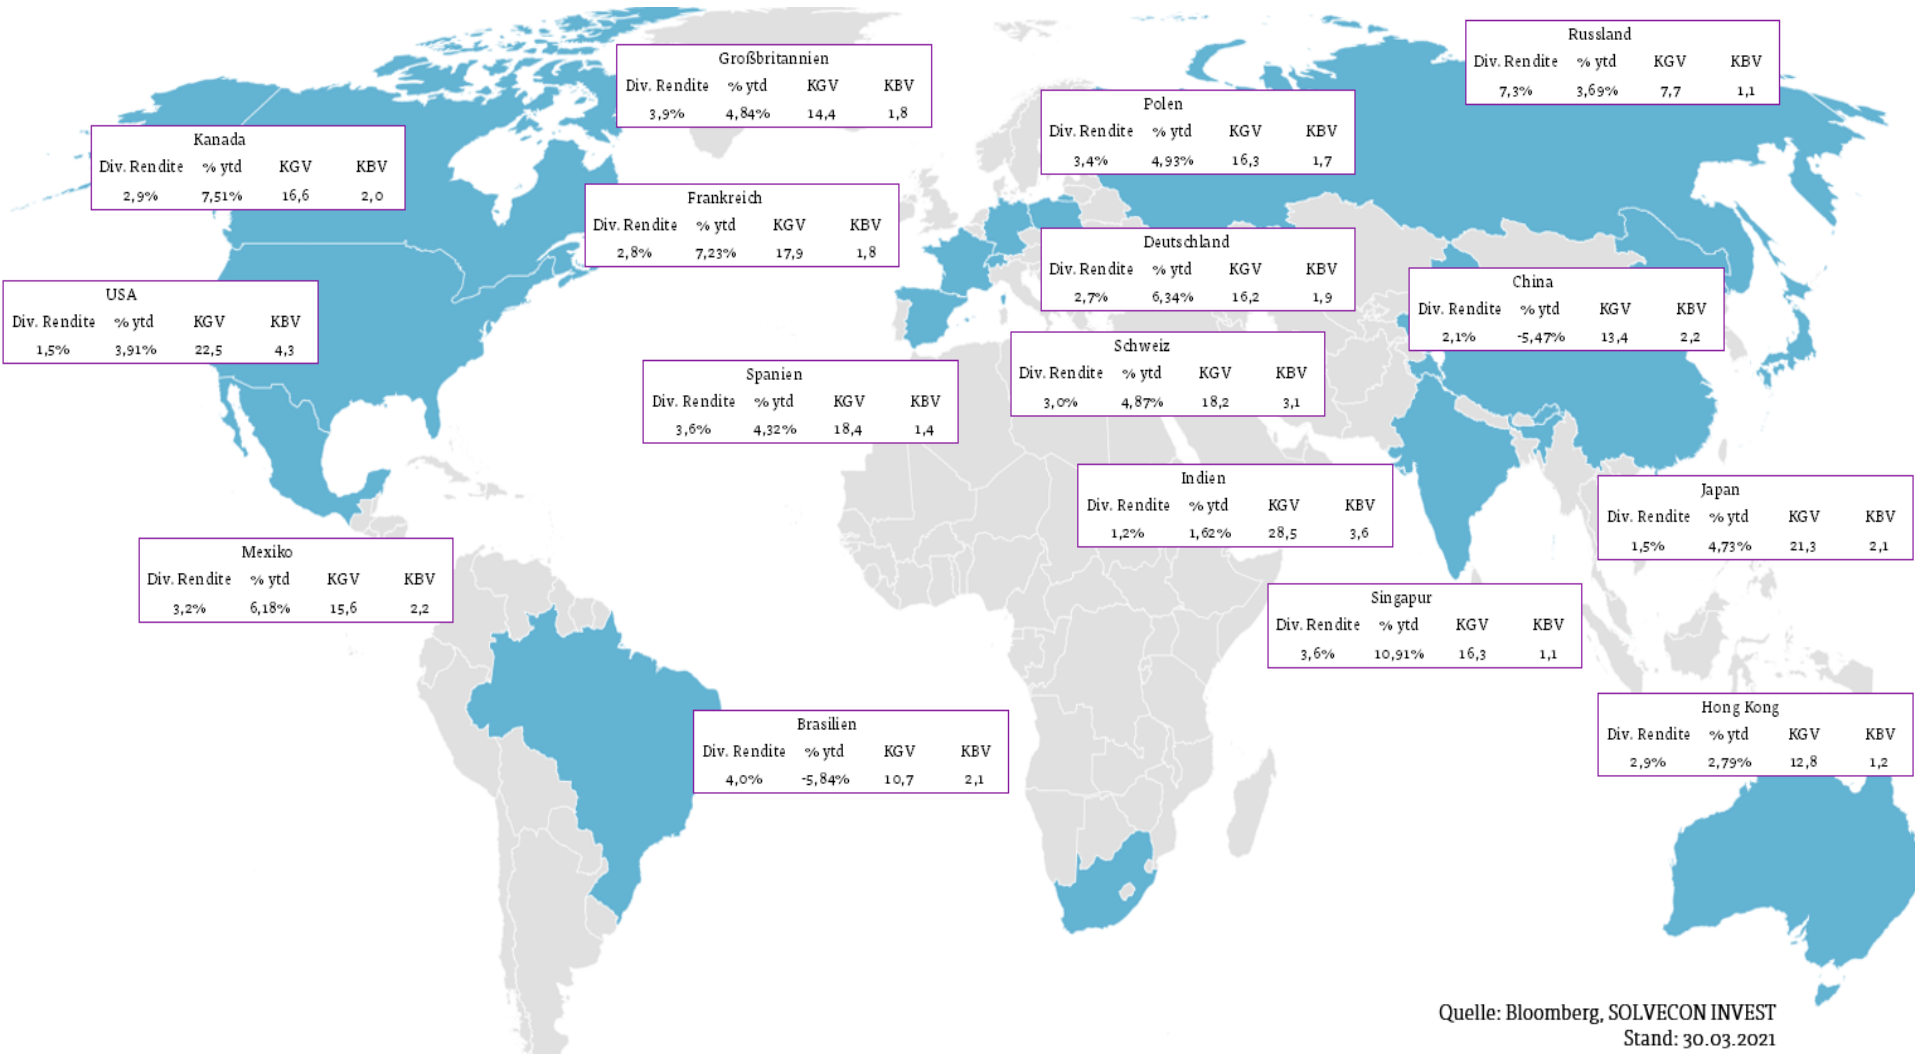 Russland
Div. Rendite % ytd KGV KBV
7,3% 3,69% 7,7 1,1
Großbritannien
Div. Rendite % ytd KGV KBV
3,9% 4,84% 14,4 1,8
Polen
Div. Rendite % ytd KGV KBV
3,4% 4,93% 16,3 1,7
Kanada
Div. Rendite % ytd KGV KBV
2,9% 7,51% 16,6 2,0
Frankreich
Div. Rendite % ytd KGV KBV
2,8% 7,23% 17,9 1,8
Deutschland
Div. Rendite % ytd KGV KBV
2,7% 6,34% 16,2 1,9
China
Div. Rendite % ytd KGV KBV
2,1% -5,47% 13,4 2,2
USA
Div. Rendite % ytd KGV KBV
1,5% 3,91% 22,5 4,3
Schweiz
Div. Rendite % ytd KGV KBV
3,0% 4,87% 18,2 3,1
Spanien
Div. Rendite % ytd KGV KBV
3,6% 4,32% 18,4 1,4
Indien
Div. Rendite % ytd KGV KBV
1,2% 1,62% 28,5 3,6
Japan
Div. Rendite % ytd KGV KBV
1,5% 4,73% 21,3 2,1
Mexiko
Div. Rendite % ytd KGV KBV
3,2% 6,18% 15,6 2,2
Singapur
Div. Rendite % ytd KGV KBV
3,6% 10,91% 16,3 1,1
Hong Kong
Div. Rendite % ytd KGV KBV
2,9% 2,79% 12,8 1,2
Brasilien
Div. Rendite % ytd KGV KBV
4,0% -5,84% 10,7 2,1
Quelle: Bloomberg, SOLVECON INVEST
Stand: 30.03.2021